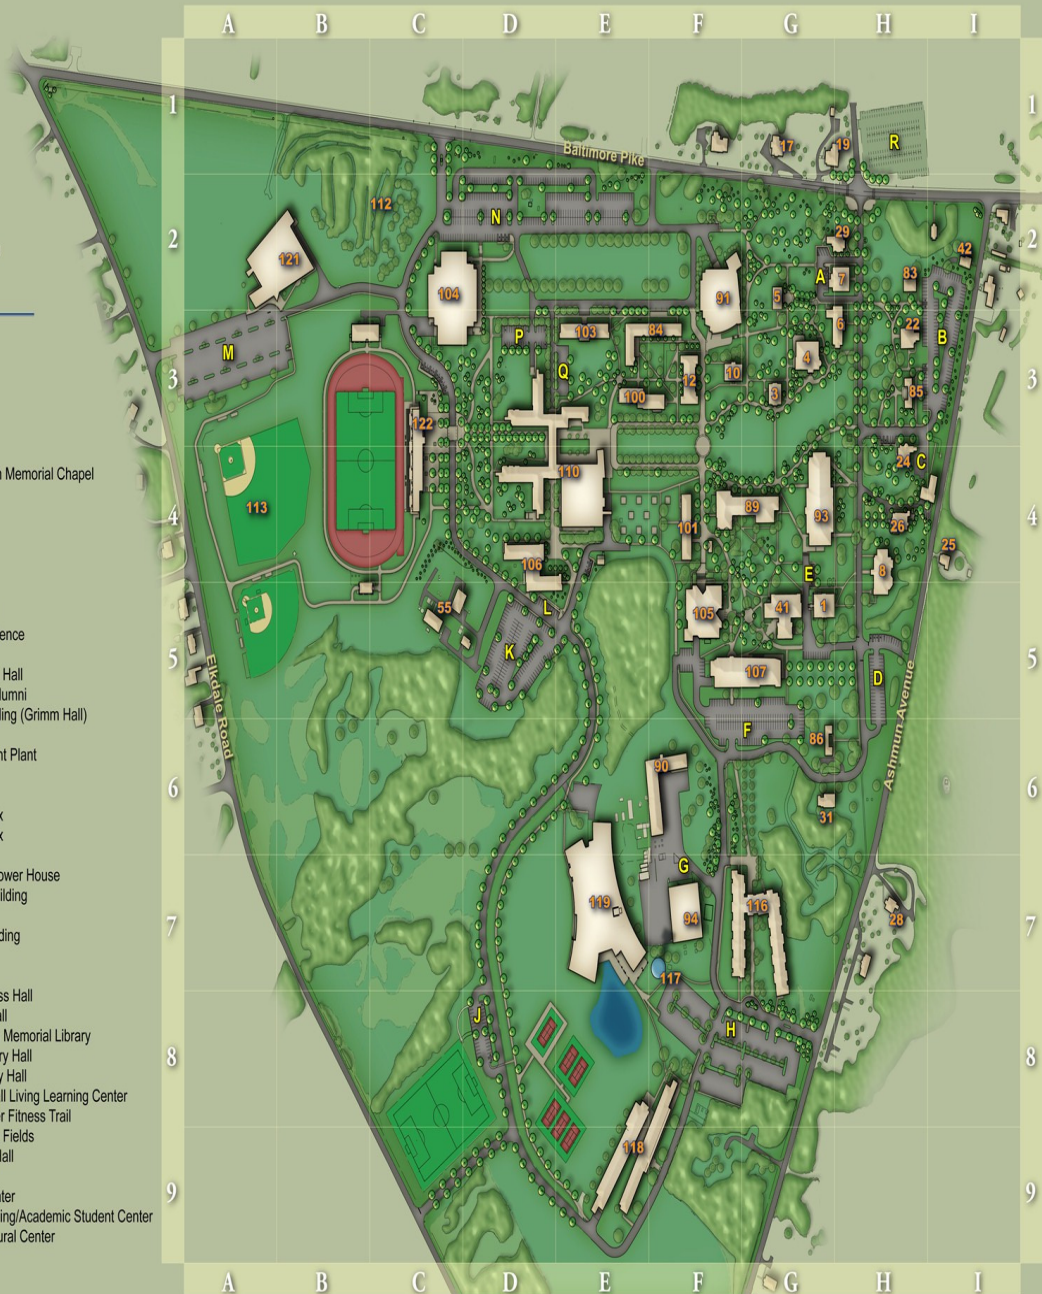 A B C D E F G H I
1 1
Baltimore Pike
17
19
R
112
N
2 2
29
121
42
A
7
83
104
91
5
6
22
B
P
103
84
M
4
3 3
Q
12
10
3
85
100
122
24
C
110
n Memorial Chapel
113
89
93
4 4
101
26
25
106
E
8
55
L
105
41
1
ence
K
5 5
Hall
107
D
lumni
Elkdale Road
ding (Grimm Hall)
Ashmun Avenue
F
86
nt Plant
90
6 6
x
31
x
G
ower House
ilding
119
116
94
28
7 7
ding
117
ss Hall
J
all
H
Memorial Library
ry Hall
8 8
y Hall
ll Living Learning Center
r Fitness Trail
Fields
118
Hall
9 9
nter
ing/Academic Student Center
ural Center
A B C D E F G H I